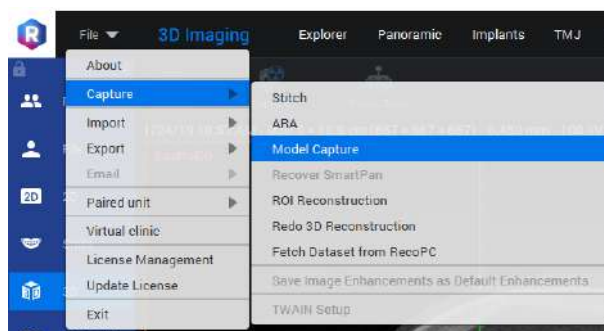 File 3D Imaging Explorer Panoramic Implants TMJ
About
Capture
Import
Export
Email
Paired unit
Virtual clinic
License Management
Update License
Exit
Stitch
ARA
Model Capture
Recover SmartPan
ROI Reconstruction
Redo 3D Reconstruction
Fetch Dataset from RecoPC
Save Image Enhancements as Default Enhancements
TWAIN Setup
2D